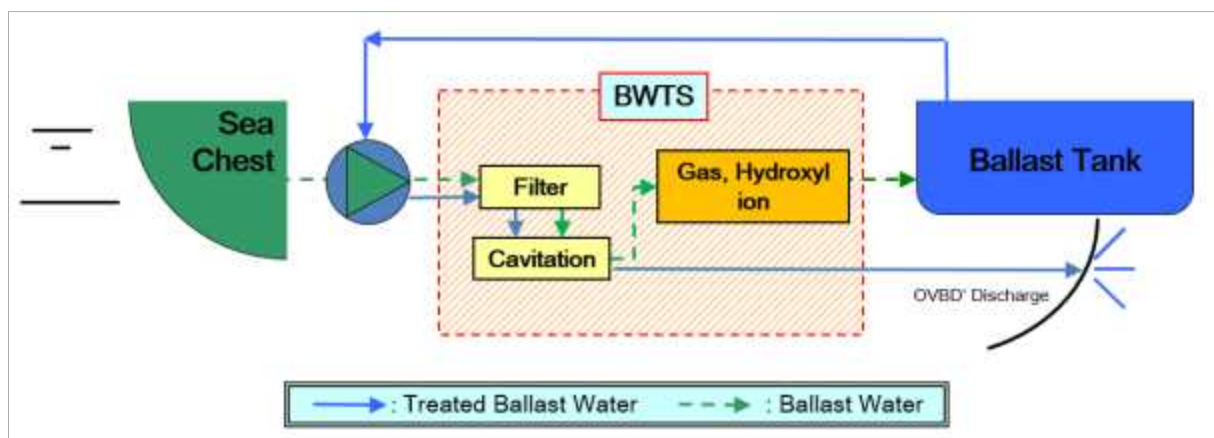 BWTS
Sea
Chest
Filter
Gas, Hydroxyl
ion
Ballast Tank
Cavitation
OVBD' Discharge
: Treated Ballast Water
: Ballast Water